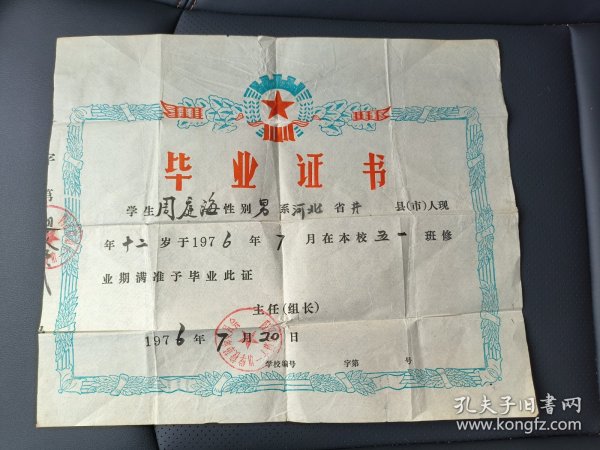 毕业证书
学生周庭海性别男系河北省井 县(市)人现
年十二岁于1976年7月在本校五一班修
业期满准予毕业此证
主任(组长)
1976年7月20日
学校编号 字第 号
字第
孔夫子旧书网
www.kongfz.com